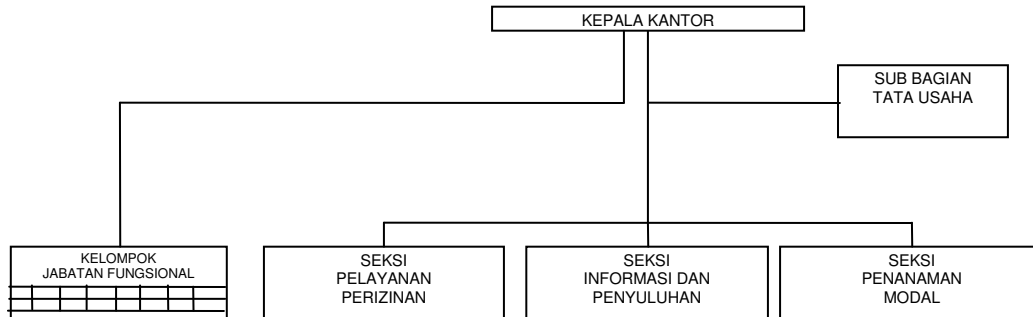 KEPALA KANTOR
SUB BAGIAN
TATA USAHA
KELOMPOK
JABATAN FUNGSIONAL
SEKSI
PELAYANAN
PERIZINAN
SEKSI
INFORMASI DAN
PENYULUHAN
SEKSI
PENANAMAN
MODAL